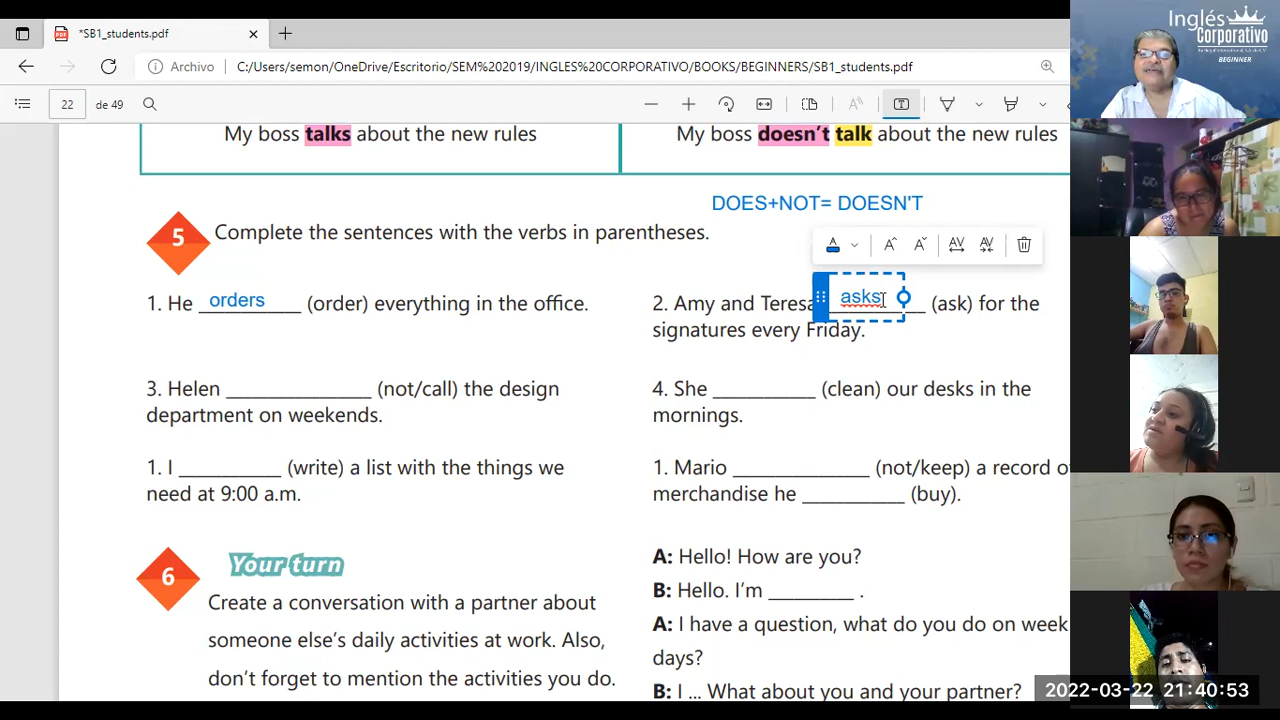 *SB1_students.pdf
Archivo C:/Users/semon/OneDrive/Escritorio/SEMI%202019/INGLES%20CORPORATIVO/BOOKS/BEGINNERS/SB1_students.pdf
22 de 49
Inglés
Corporativo
BEGINNER
My boss talks about the new rules
My boss doesn't talk about the new rules
DOES+NOT= DOESN'T
5 Complete the sentences with the verbs in parentheses.
1. He orders (order) everything in the office.
2. Amy and Teresa asks (ask) for the
signatures every Friday.
3. Helen ________________ (not/call) the design
department on weekends.
4. She ___________ (clean) our desks in the
mornings.
1. I ___________ (write) a list with the things we
need at 9:00 a.m.
1. Mario _______________ (not/keep) a record o
merchandise he ___________ (buy).
6 Your turn
Create a conversation with a partner about
someone else's daily activities at work. Also,
don't forget to mention the activities you do.
A: Hello! How are you?
B: Hello. I'm _________ .
A: I have a question, what do you do on week
days?
B: I ... What about you and your partner?
2022-03-22 21:40:53